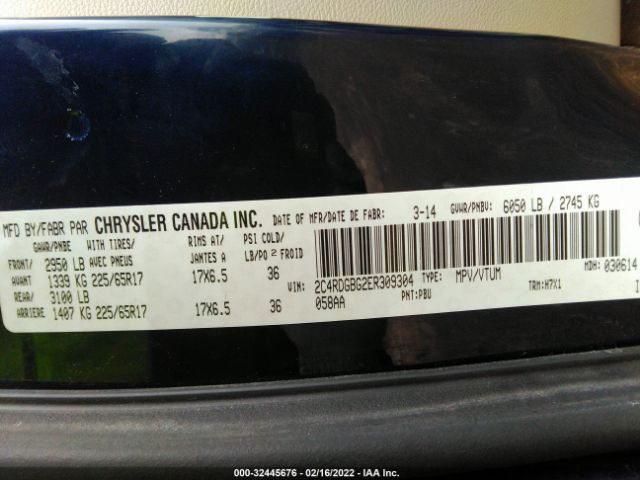 MFD BY/FABR PAR CHRYSLER CANADA INC. DATE OF MFR/DATE DE FABR: 3-14 GVWR/PNBV: 6050 LB / 2745 KG
GAWR/PNBE WITH TIRES/ RIMS AT/ PSI COLD/
FRONT/ 2950 LB AVEC PNEUS JANTES A LB/PO2 FROID
AVANT 1339 KG 225/65R17 17X6.5 36
REAR/ 3100 LB
ARRIERE 1407 KG 225/65R17 17X6.5 36
VIN: 2C4RDGBG2ER309304 TYPE: MPV/VTUM MDH: 030614
058AA PNT: PBU TRM: H7X1
000-32445676 - 02/16/2022 - IAA Inc.